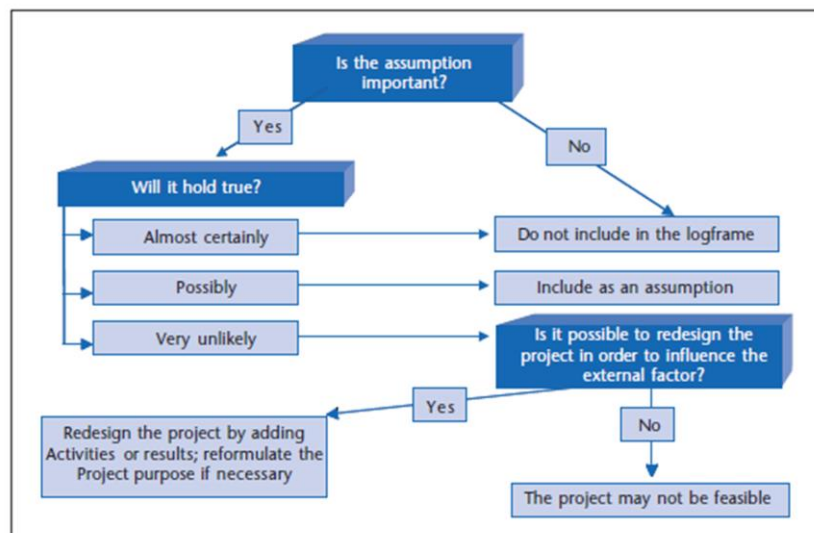 Is the assumption
important?
Yes
No
Will it hold true?
Almost certainly
Do not include in the logframe
Possibly
Include as an assumption
Very unlikely
Is it possible to redesign the
project in order to influence the
external factor?
Yes
No
Redesign the project by adding
Activities or results; reformulate the
Project purpose if necessary
The project may not be feasible